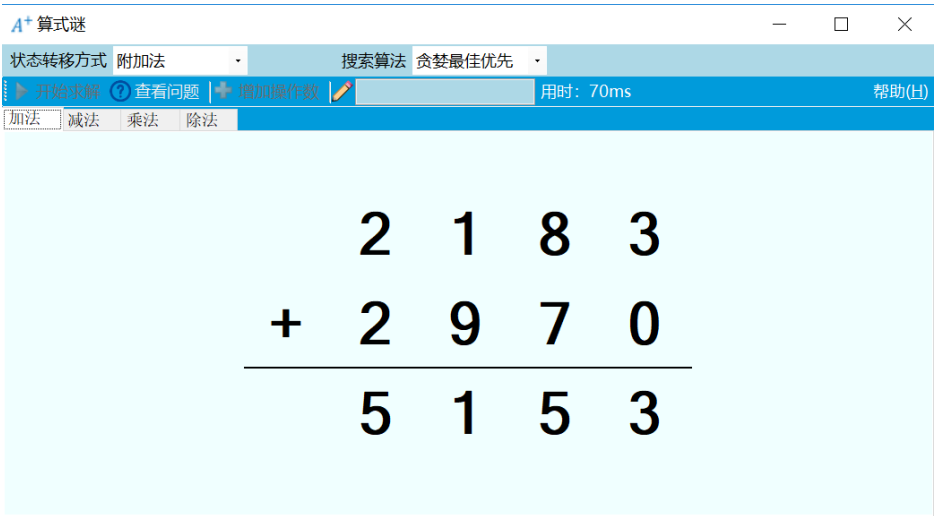 A+ 算式谜
状态转移方式 附加法 搜索算法 贪婪最佳优先
开始求解 查看问题 增加操作数 用时：70ms 帮助(H)
加法 减法 乘法 除法
2 1 8 3
+ 2 9 7 0
5 1 5 3